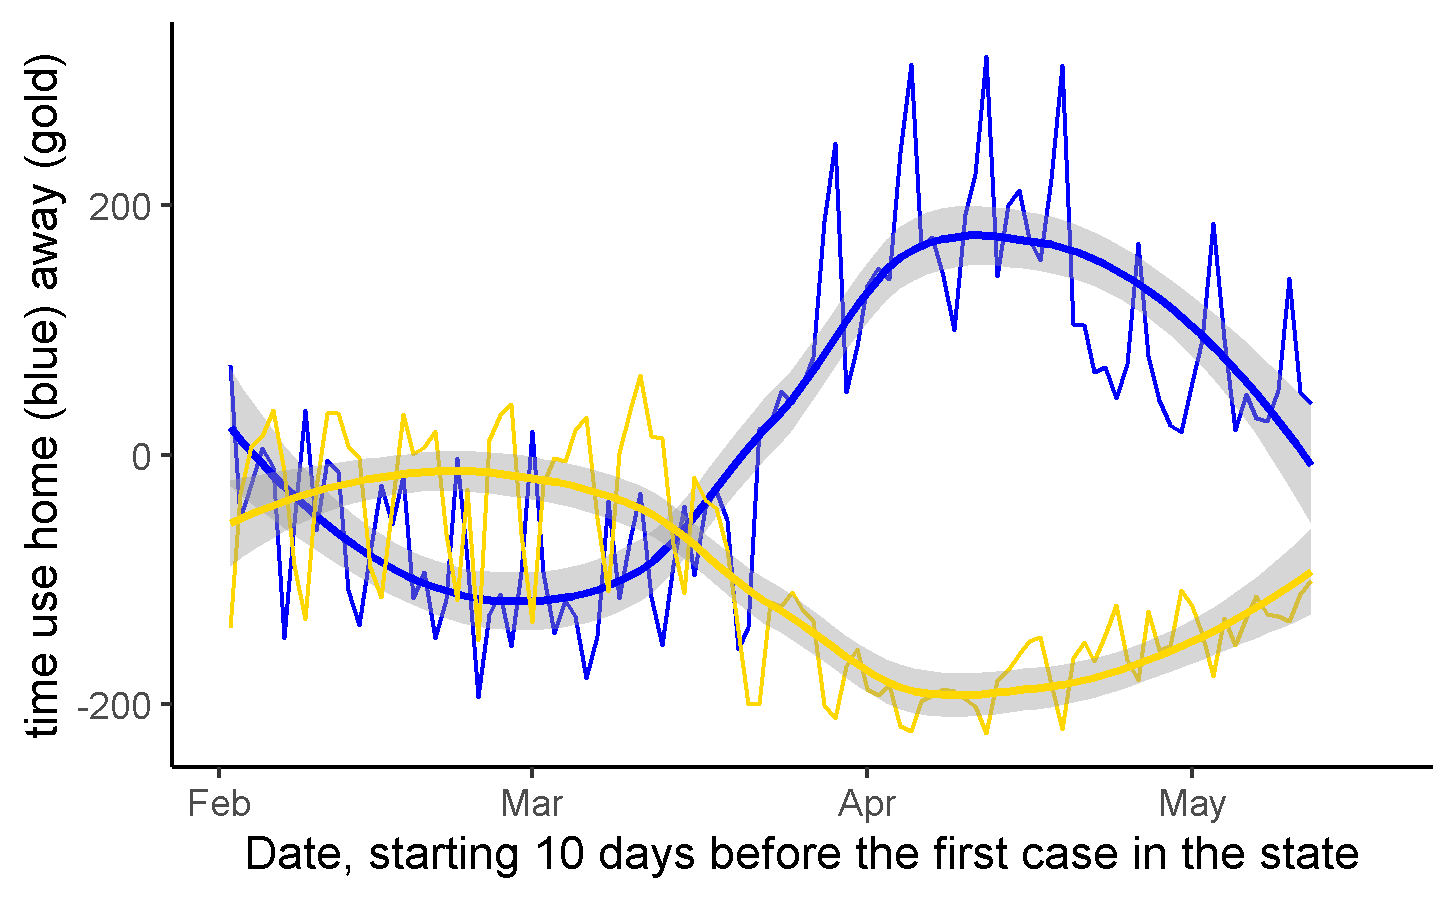 time use home (blue) away (gold)
200
0
-200
Feb
Mar
Apr
May
Date, starting 10 days before the first case in the state